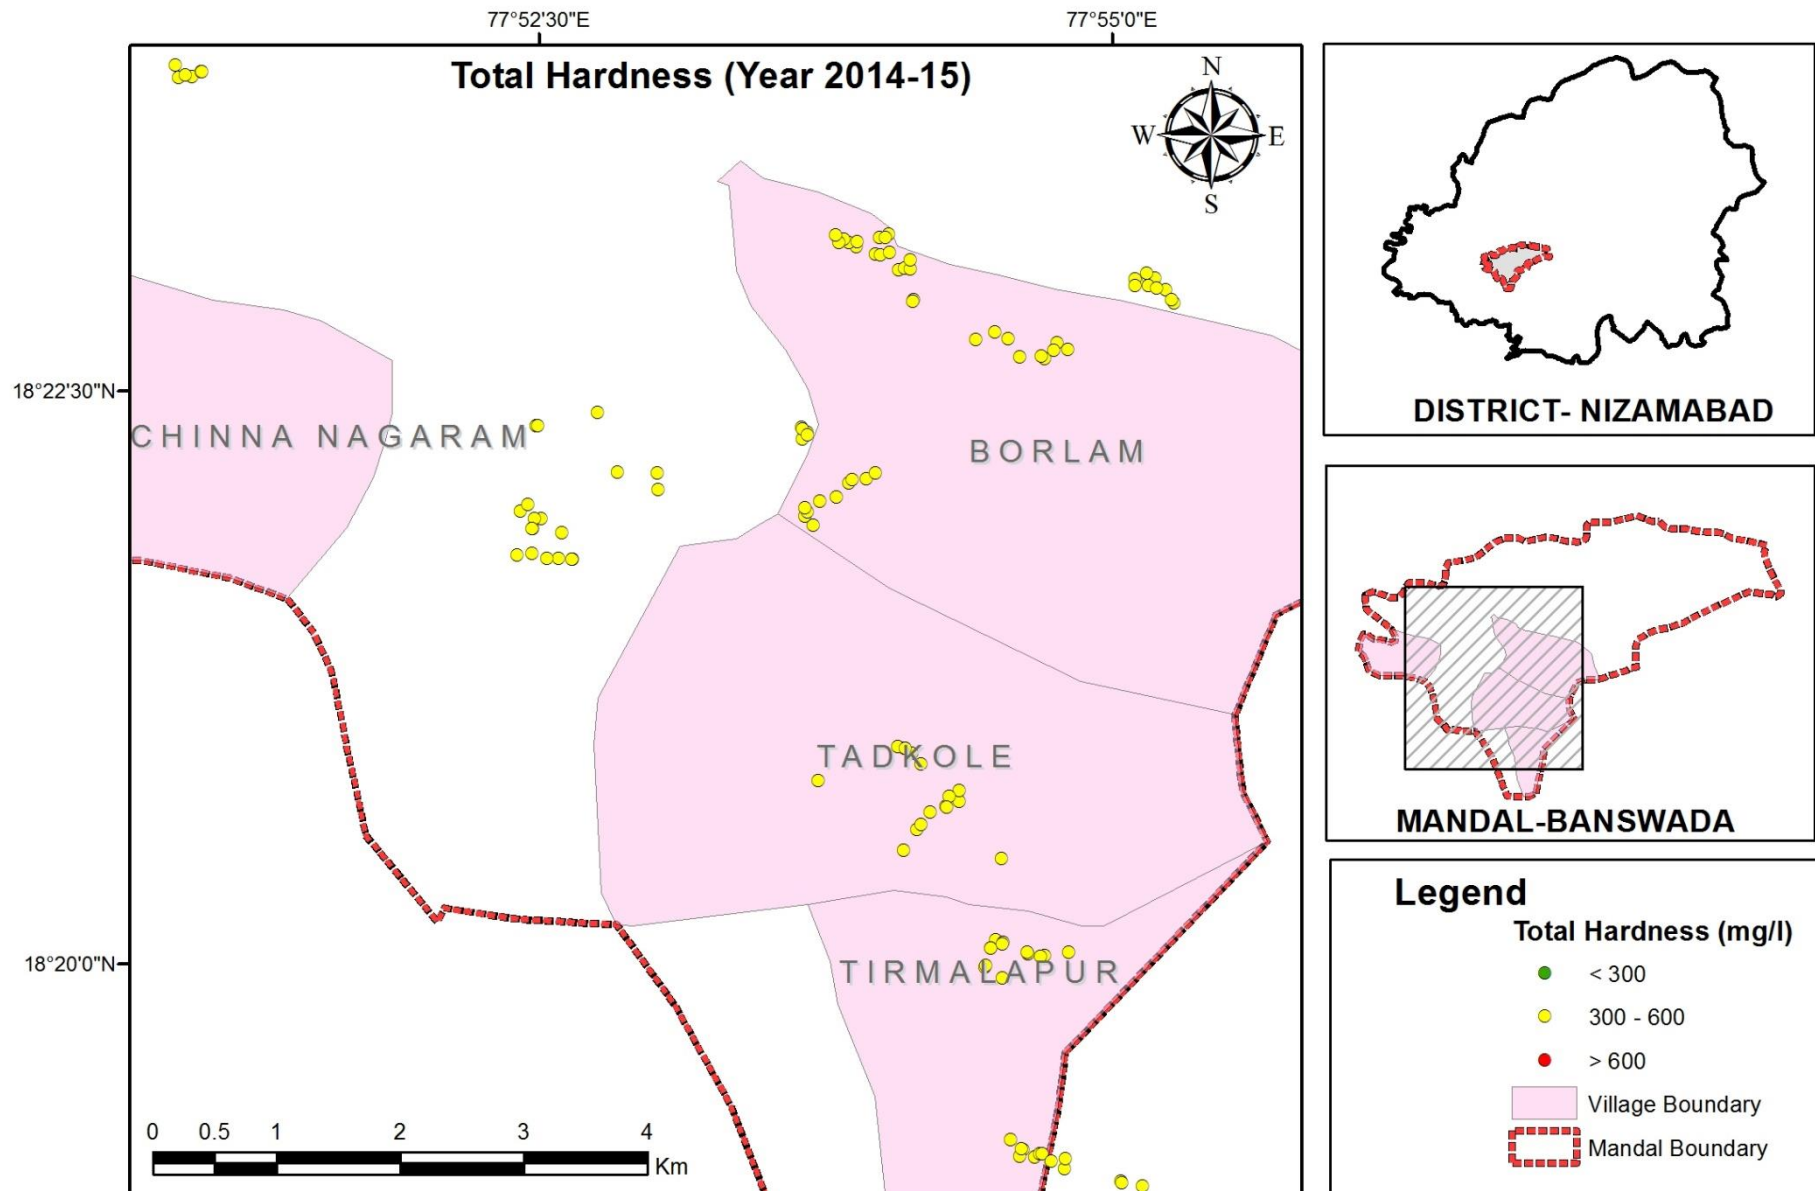 77°52'30"E
77°55'0"E
Total Hardness (Year 2014-15)
N
W
E
S
18°22'30"N
CHINNA NAGARAM
BORLAM
TADKOLE
18°20'0"N
TIRMALAPUR
0 0.5 1 2 3 4
Km
DISTRICT- NIZAMABAD
MANDAL-BANSWADA
Legend
Total Hardness (mg/l)
< 300
300 - 600
> 600
Village Boundary
Mandal Boundary